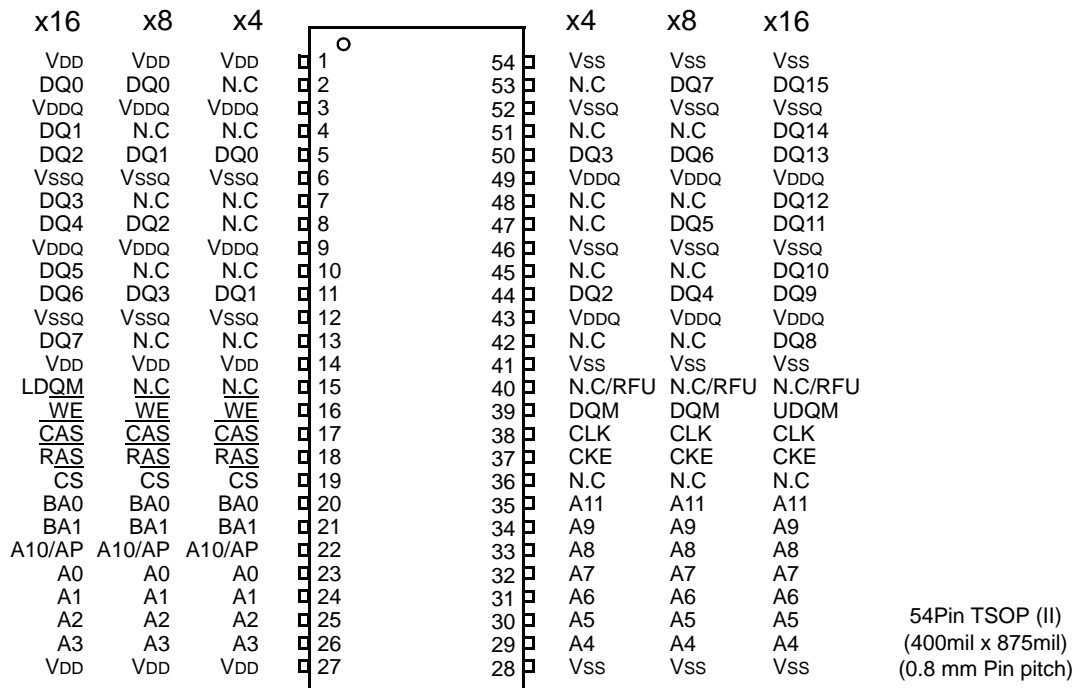 x16 x8 x4 x4 x8 x16
VDD VDD VDD 1 54 VSS VSS VSS
DQ0 DQ0 N.C 2 53 N.C DQ7 DQ15
VDDQ VDDQ VDDQ 3 52 VSSQ VSSQ VSSQ
DQ1 N.C N.C 4 51 N.C N.C DQ14
DQ2 DQ1 DQ0 5 50 DQ3 DQ6 DQ13
VSSQ VSSQ VSSQ 6 49 VDDQ VDDQ VDDQ
DQ3 N.C N.C 7 48 N.C N.C DQ12
DQ4 DQ2 N.C 8 47 N.C DQ5 DQ11
VDDQ VDDQ VDDQ 9 46 VSSQ VSSQ VSSQ
DQ5 N.C N.C 10 45 N.C N.C DQ10
DQ6 DQ3 DQ1 11 44 DQ2 DQ4 DQ9
VSSQ VSSQ VSSQ 12 43 VDDQ VDDQ VDDQ
DQ7 N.C N.C 13 42 N.C N.C DQ8
VDD VDD VDD 14 41 VSS VSS VSS
LDQM N.C N.C 15 40 N.C/RFU N.C/RFU N.C/RFU
WE WE WE 16 39 DQM DQM UDQM
CAS CAS CAS 17 38 CLK CLK CLK
RAS RAS RAS 18 37 CKE CKE CKE
CS CS CS 19 36 N.C N.C N.C
BA0 BA0 BA0 20 35 A11 A11 A11
BA1 BA1 BA1 21 34 A9 A9 A9
A10/AP A10/AP A10/AP 22 33 A8 A8 A8
A0 A0 A0 23 32 A7 A7 A7
A1 A1 A1 24 31 A6 A6 A6
A2 A2 A2 25 30 A5 A5 A5 54Pin TSOP (II)
A3 A3 A3 26 29 A4 A4 A4 (400mil x 875mil)
VDD VDD VDD 27 28 VSS VSS VSS (0.8 mm Pin pitch)